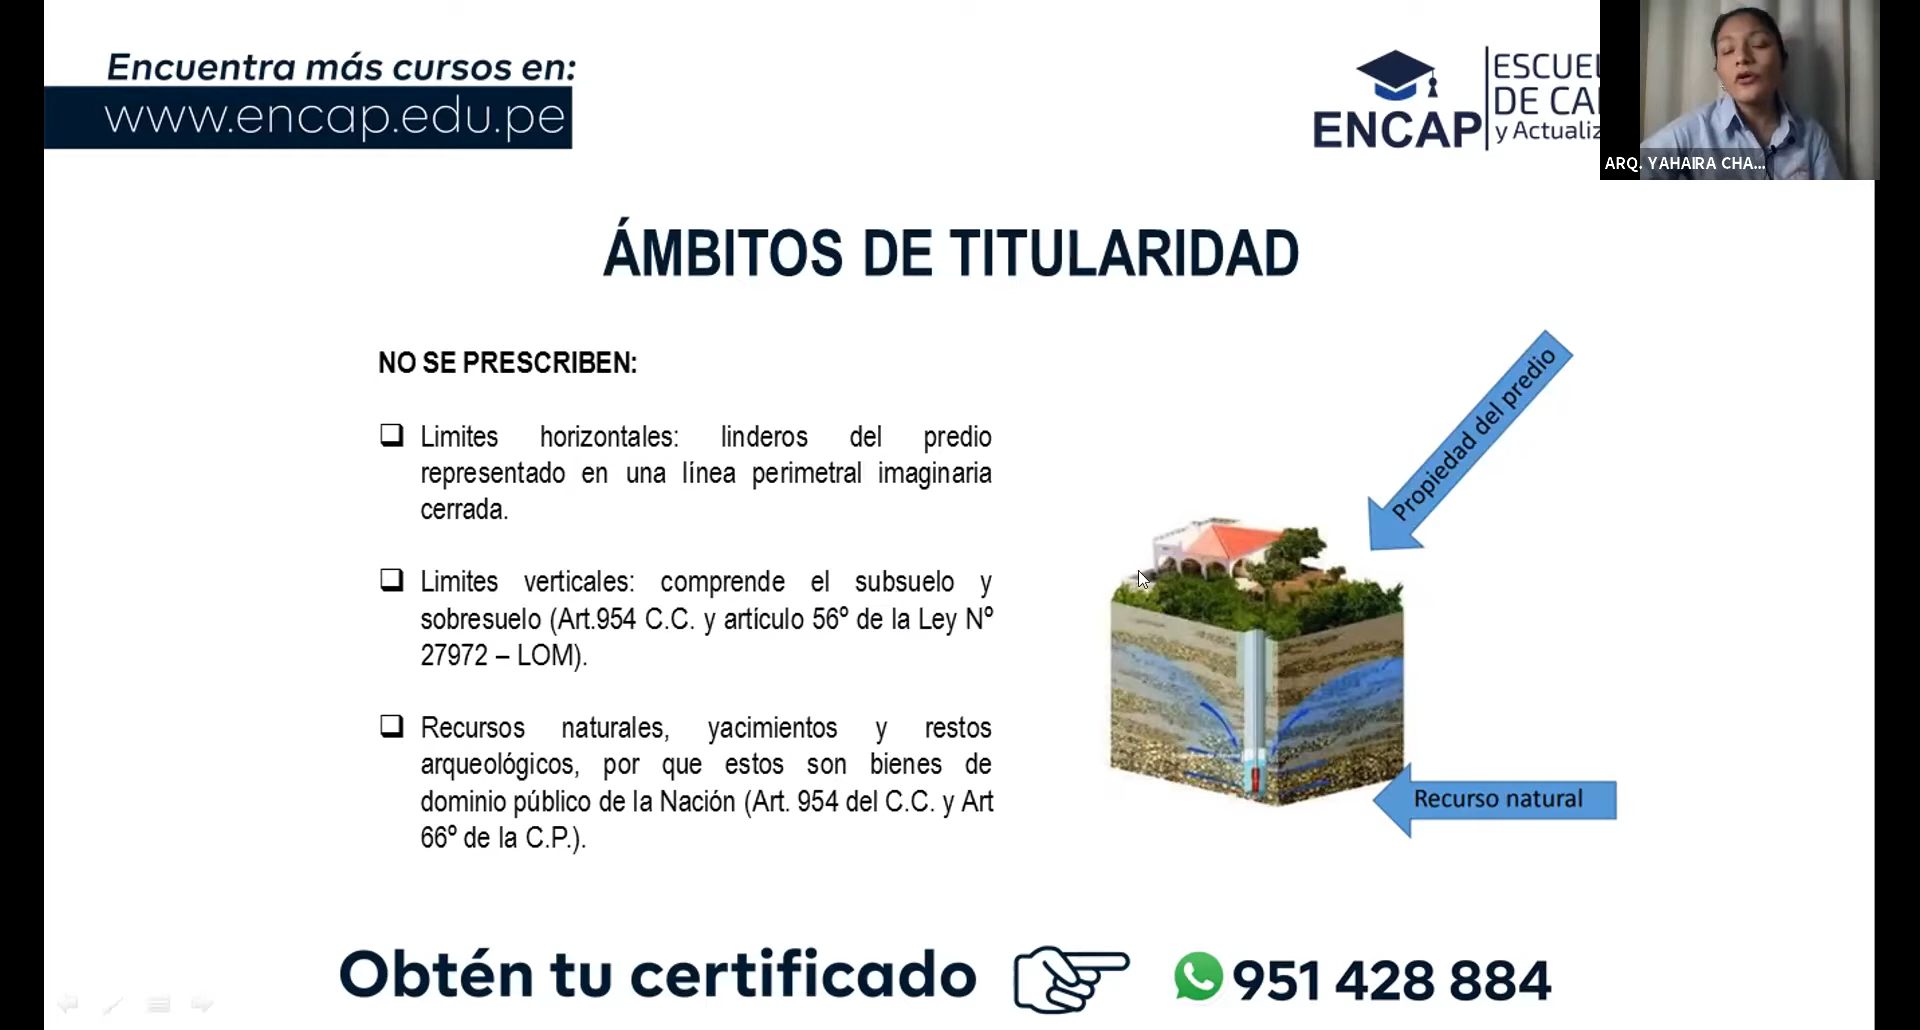 Encuentra más cursos en:
www.encap.edu.pe
ENCAP
ESCUEL
DE CA
y Actualiz
ARQ. YAHAIRA CHA...
ÁMBITOS DE TITULARIDAD
NO SE PRESCRIBEN:
Limites horizontales: linderos del predio
representado en una línea perimetral imaginaria
cerrada.
Limites verticales: comprende el subsuelo y
sobresuelo (Art.954 C.C. y artículo 56º de la Ley Nº
27972 – LOM).
Recursos naturales, yacimientos y restos
arqueológicos, por que estos son bienes de
dominio público de la Nación (Art. 954 del C.C. y Art
66º de la C.P.).
Propiedad del predio
Recurso natural
Obtén tu certificado
951 428 884